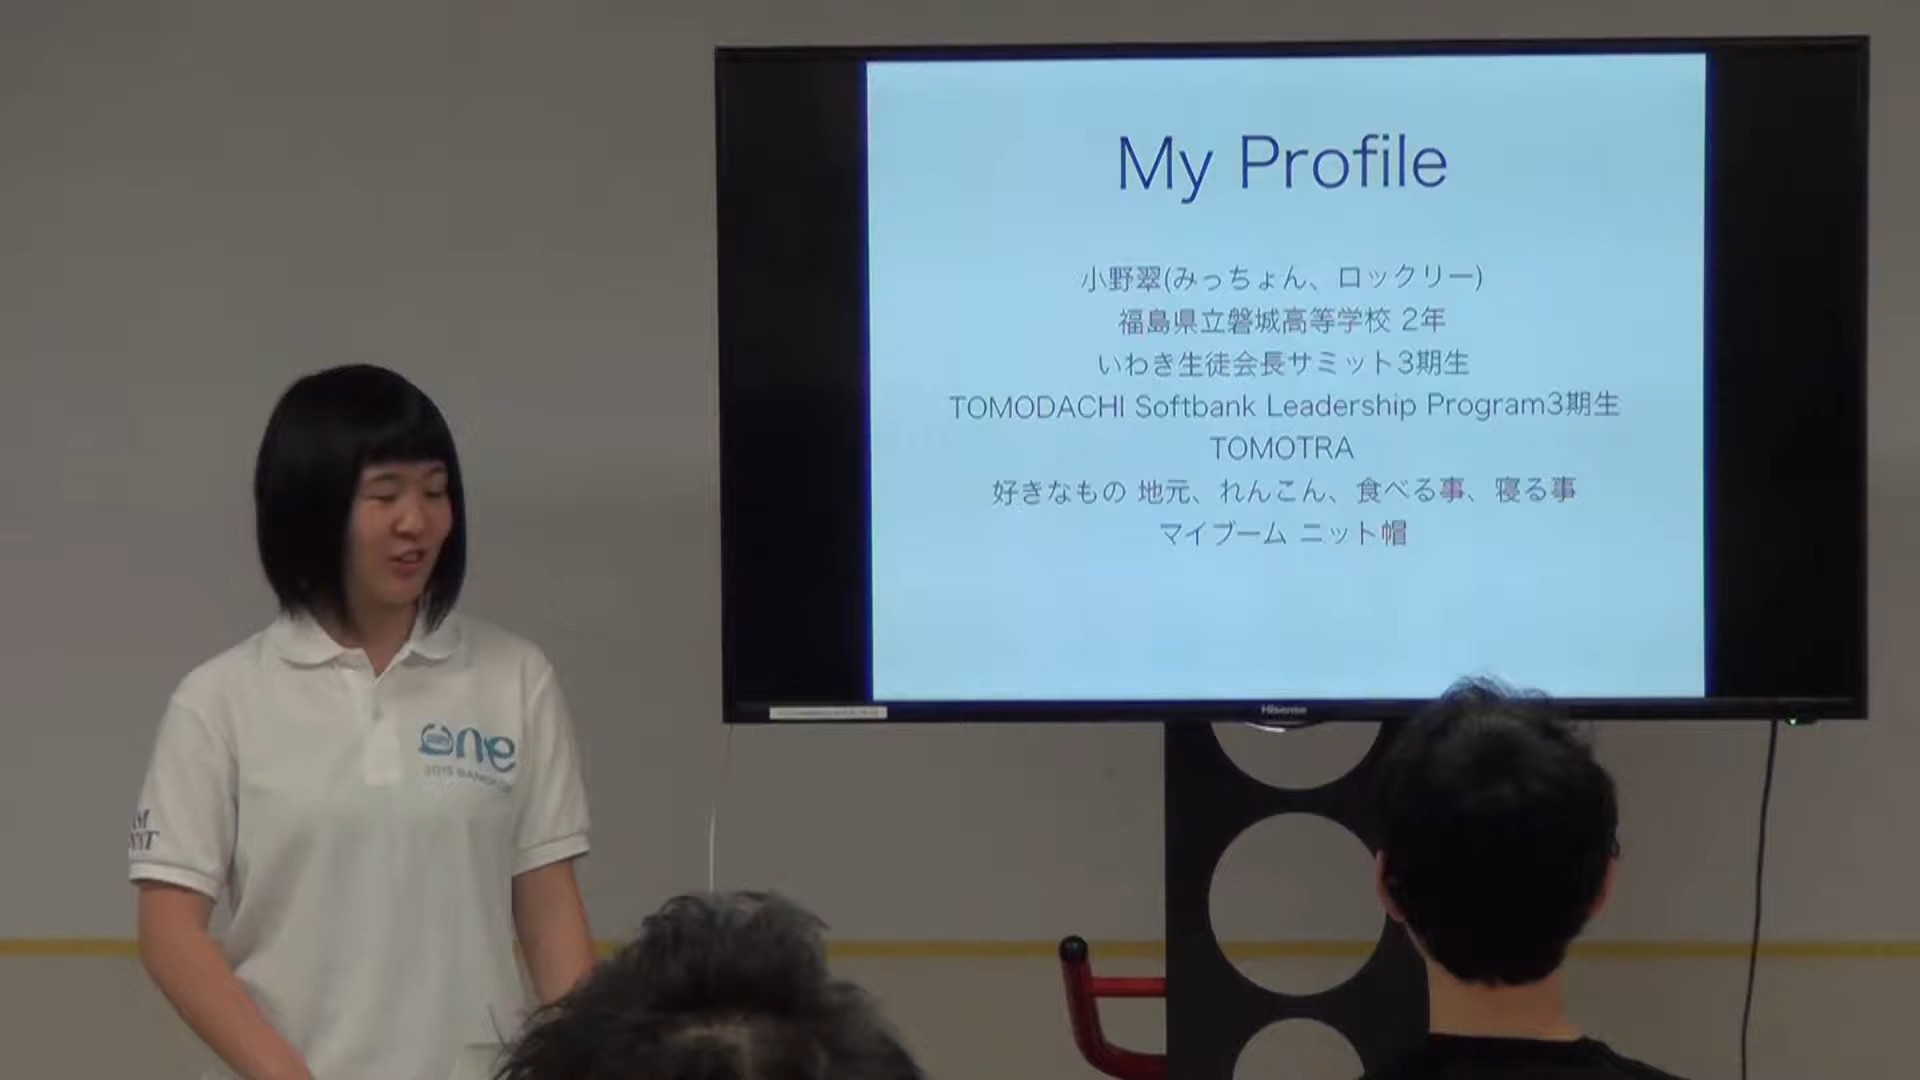 My Profile
小野翠(みっちょん、ロックリー)
福島県立磐城高等学校 2年
いわき生徒会長サミット3期生
TOMODACHI Softbank Leadership Program3期生
TOMOTRA
好きなもの 地元、れんこん、食べる事、寝る事
マイブーム ニット帽
Hisense
one
2015